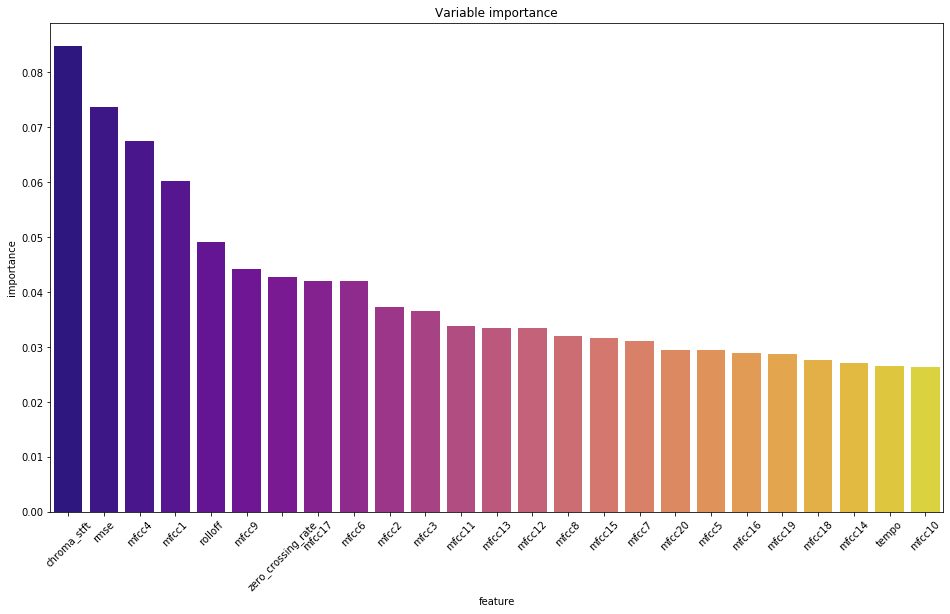 Variable importance
importance
0.08
0.07
0.06
0.05
0.04
0.03
0.02
0.01
0.00
chroma_stft
rmse
mfcc4
mfcc1
rolloff
mfcc9
zero_crossing_rate
mfcc17
mfcc6
mfcc2
mfcc3
mfcc11
mfcc13
mfcc12
mfcc8
mfcc15
mfcc7
mfcc20
mfcc5
mfcc16
mfcc19
mfcc18
mfcc14
tempo
mfcc10
feature